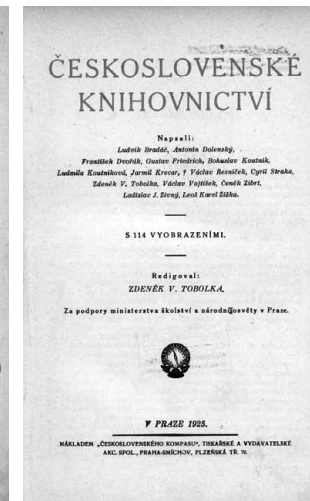 ČESKOSLOVENSKÉ
KNIHOVNICTVÍ
Napsali:
Ludvík Bradáč, Antonín Dolenský,
František Dvořák, Gustav Friedrich, Bohuslav Koutník,
Ludmila Koutníková, Jarmil Krecar, † Václav Řezníček, Cyril Straka,
Zdeněk V. Tobolka, Václav Vojtíšek, Čeněk Zíbrt,
Ladislav J. Živný, Leoš Karel Žižka.
S 114 VYOBRAZENÍMI.
Redigoval:
ZDENĚK V. TOBOLKA.
Za podpory ministerstva školství a národní osvěty v Praze.
V PRAZE 1925.
NÁKLADEM „ČESKOSLOVENSKÉHO KOMPASU“, TISKAŘSKÉ A VYDAVATELSKÉ
AKC. SPOL., PRAHA-SMÍCHOV, PLZEŇSKÁ TŘ. 70.